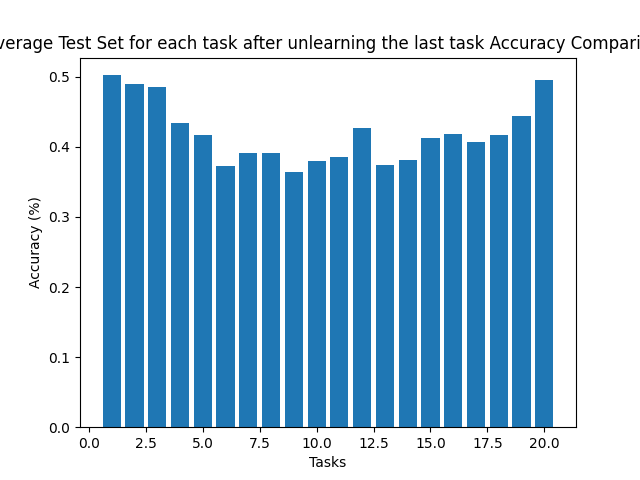 verage Test Set for each task after unlearning the last task Accuracy Compari
0.5
0.4
0.3
0.2
0.1
0.0
Accuracy (%)
0.0 2.5 5.0 7.5 10.0 12.5 15.0 17.5 20.0
Tasks